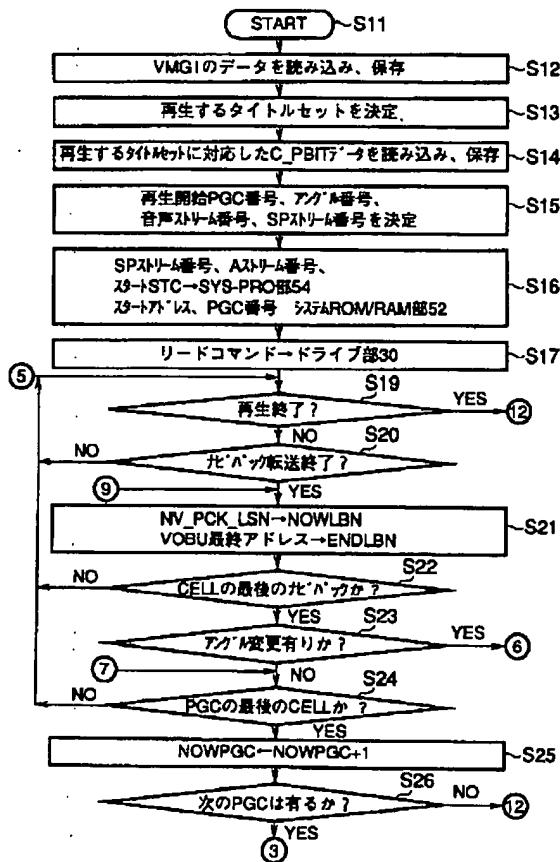 START
S11
VMGIのデータを読み込み、保存
S12
再生するタイトルセットを決定
S13
再生するタイトルセットに対応したC_PBITデータを読み込み、保存
S14
再生開始PGC番号、アングル番号、
音声ストリーム番号、SPストリーム番号を決定
S15
SPストリーム番号、Aストリーム番号、
スタートSTC→SYS-PRO部54
スタートアドレス、PGC番号 システムROM/RAM部52
S16
リードコマンド→ドライブ部30
S17
⑤
S19
再生終了?
YES
⑫
NO
S20
NO
ナビパック転送終了?
⑨
YES
NV_PCK_LSN→NOWLBN
VOBU最終アドレス→ENDLBN
S21
S22
NO
CELLの最後のナビパックか?
YES
S23
アングル変更有りか?
YES
⑥
⑦
NO
S24
NO
PGCの最後のCELLか?
YES
NOWPGC←NOWPGC+1
S25
S26
次のPGCは有るか?
NO
⑫
YES
③